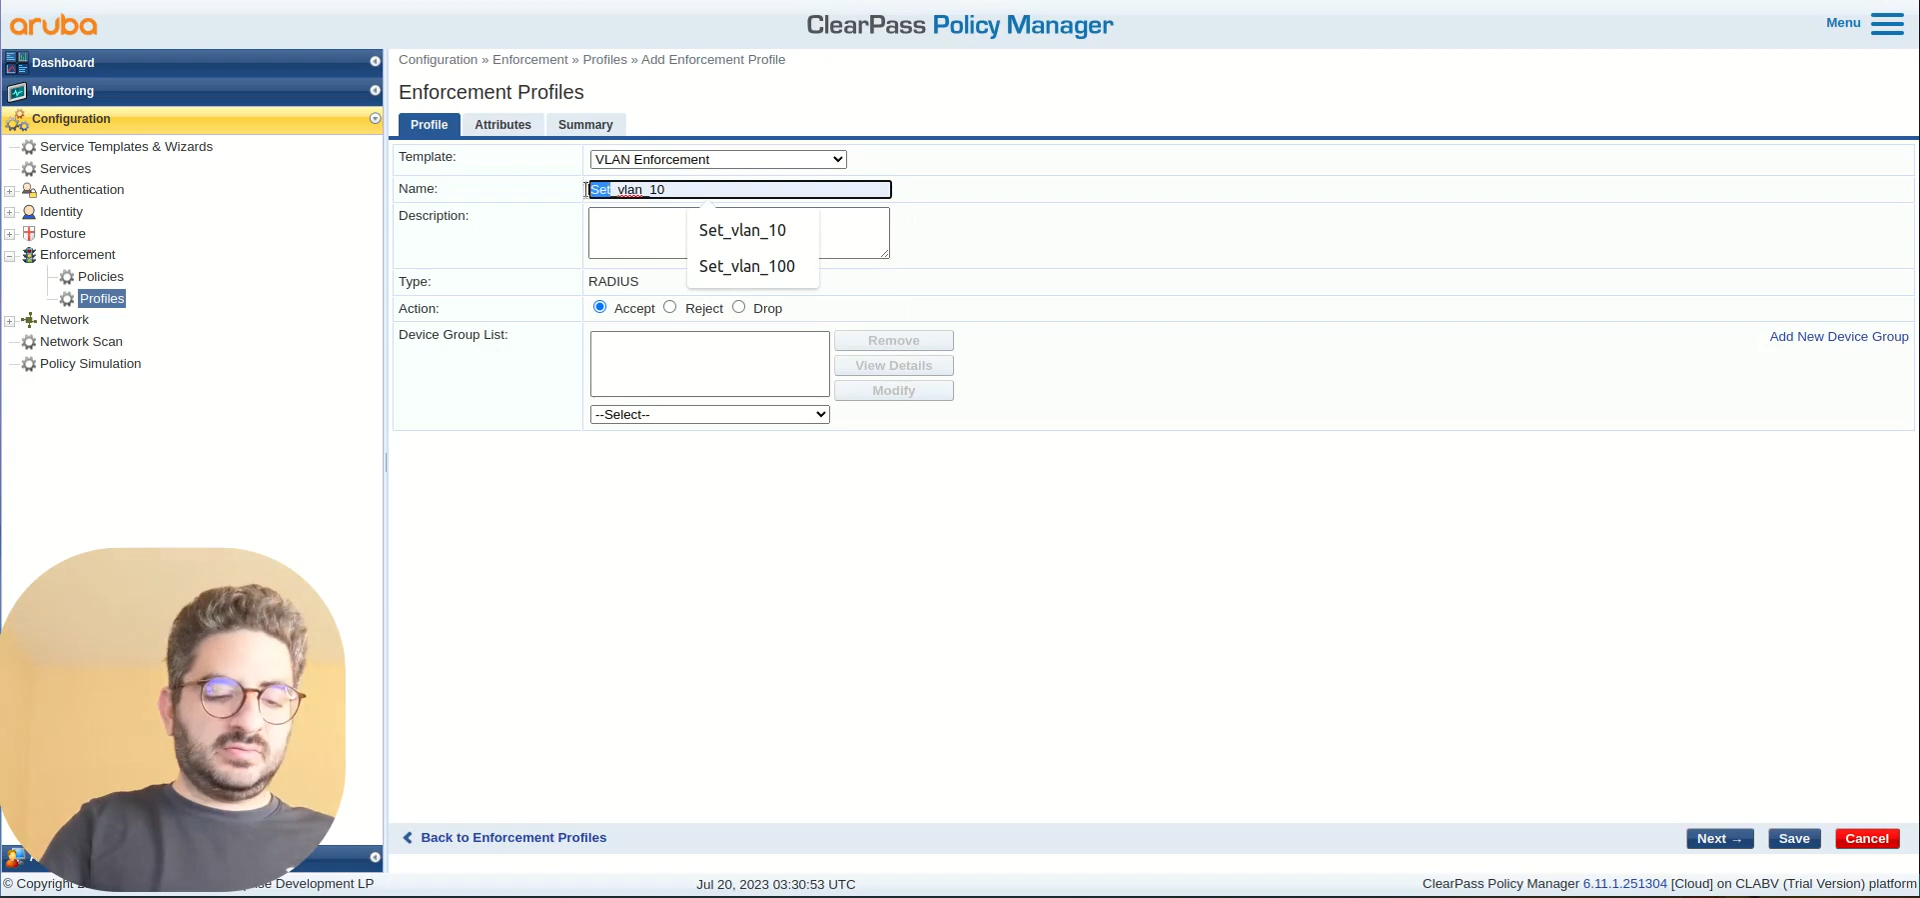 aruba
ClearPass Policy Manager
Menu
Dashboard
Monitoring
Configuration
Service Templates & Wizards
Services
Authentication
Identity
Posture
Enforcement
Policies
Profiles
Network
Network Scan
Policy Simulation
Configuration » Enforcement » Profiles » Add Enforcement Profile
Enforcement Profiles
Profile Attributes Summary
Template: VLAN Enforcement
Name: Set_vlan_10
Set_vlan_10
Set_vlan_100
Description:
Type: RADIUS
Action: Accept Reject Drop
Device Group List:
Remove
View Details
Modify
--Select--
Add New Device Group
Back to Enforcement Profiles
Next → Save Cancel
© Copyright Development LP
Jul 20, 2023 03:30:53 UTC
ClearPass Policy Manager 6.11.1.251304 [Cloud] on CLABV (Trial Version) platform